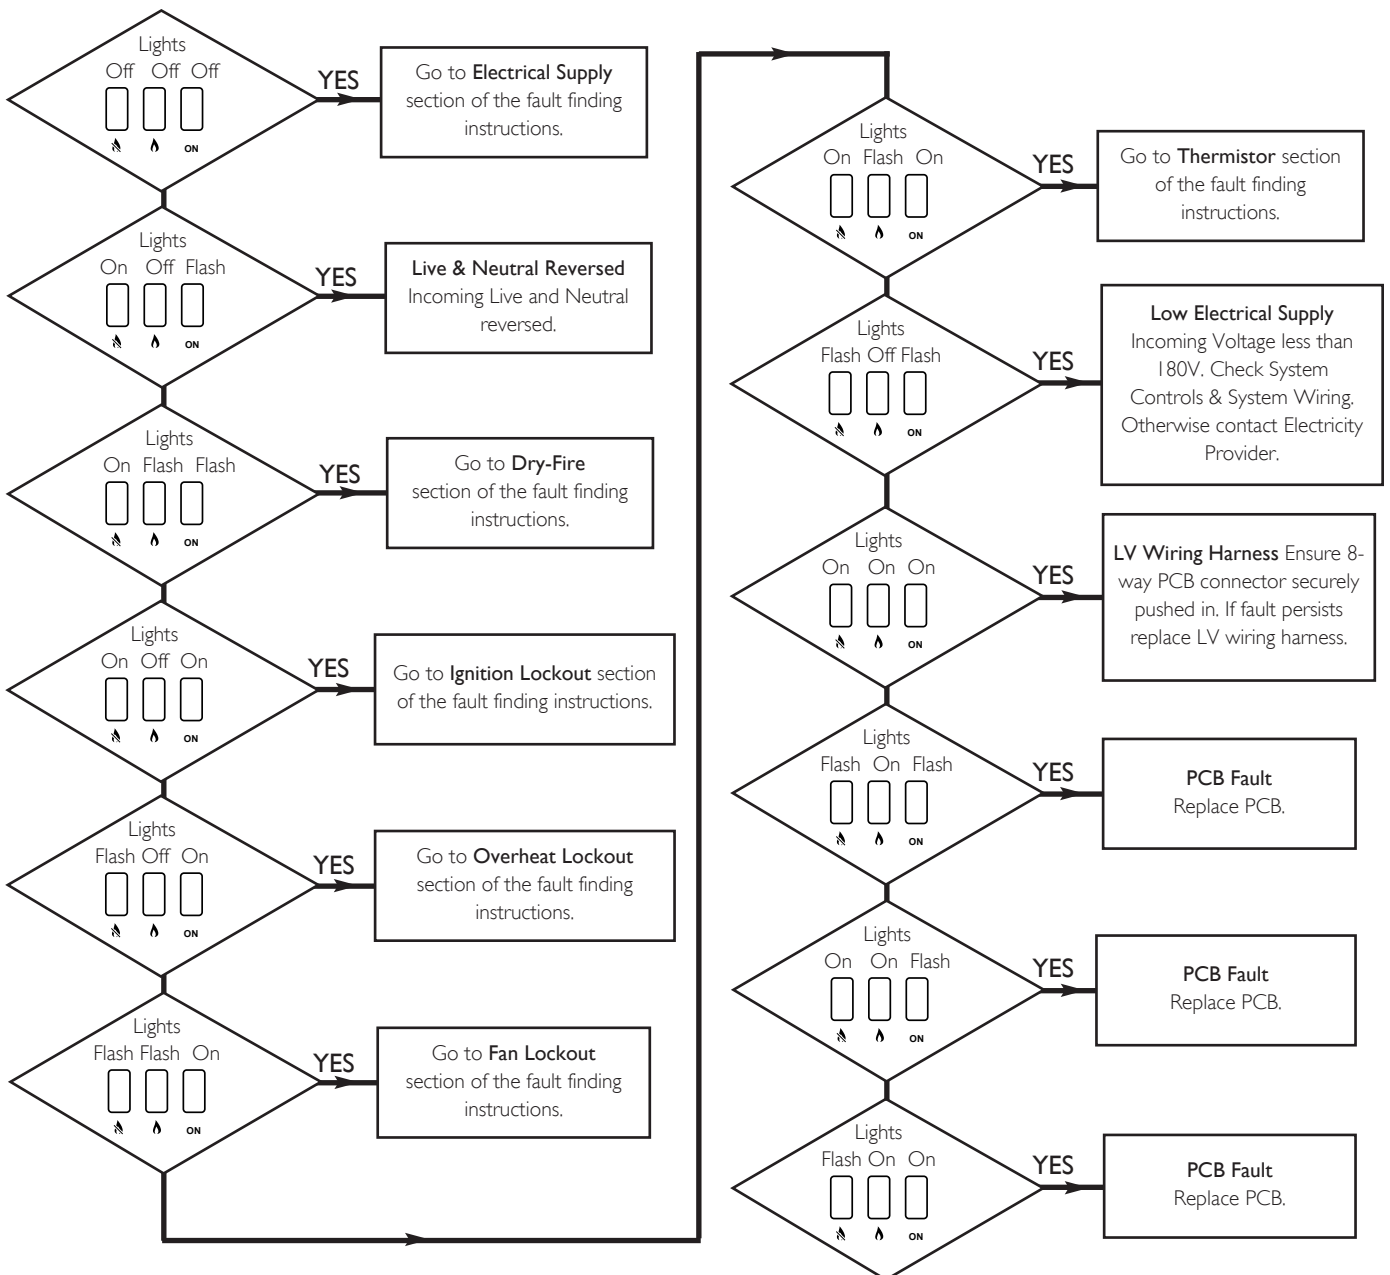 Lights
Off Off Off
ON
YES
Go to Electrical Supply
section of the fault finding
instructions.
Lights
On Off Flash
ON
YES
Live & Neutral Reversed
Incoming Live and Neutral
reversed.
Lights
On Flash Flash
ON
YES
Go to Dry-Fire
section of the fault finding
instructions.
Lights
On Off On
ON
YES
Go to Ignition Lockout section
of the fault finding instructions.
Lights
Flash Off On
ON
YES
Go to Overheat Lockout
section of the fault finding
instructions.
Lights
Flash Flash On
ON
YES
Go to Fan Lockout
section of the fault finding
instructions.
Lights
On Flash On
ON
YES
Go to Thermistor section
of the fault finding
instructions.
Lights
Flash Off Flash
ON
YES
Low Electrical Supply
Incoming Voltage less than
180V. Check System
Controls & System Wiring.
Otherwise contact Electricity
Provider.
Lights
On On On
ON
YES
LV Wiring Harness Ensure 8-
way PCB connector securely
pushed in. If fault persists
replace LV wiring harness.
Lights
Flash On Flash
ON
YES
PCB Fault
Replace PCB.
Lights
On On Flash
ON
YES
PCB Fault
Replace PCB.
Lights
Flash On On
ON
YES
PCB Fault
Replace PCB.